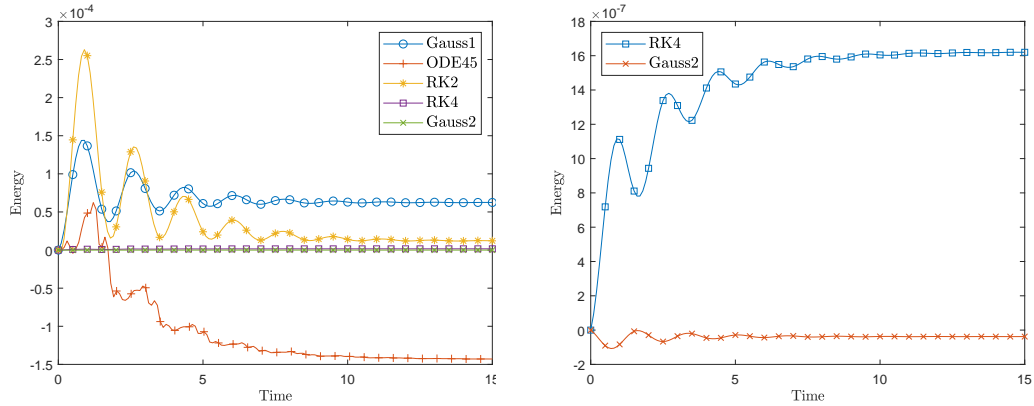 ×10⁻⁴
3
2.5
2
1.5
1
0.5
0
-0.5
-1
-1.5
Energy
0 5 10 15
Time
Gauss1
ODE45
RK2
RK4
Gauss2
×10⁻⁷
18
16
14
12
10
8
6
4
2
0
-2
Energy
0 5 10 15
Time
RK4
Gauss2